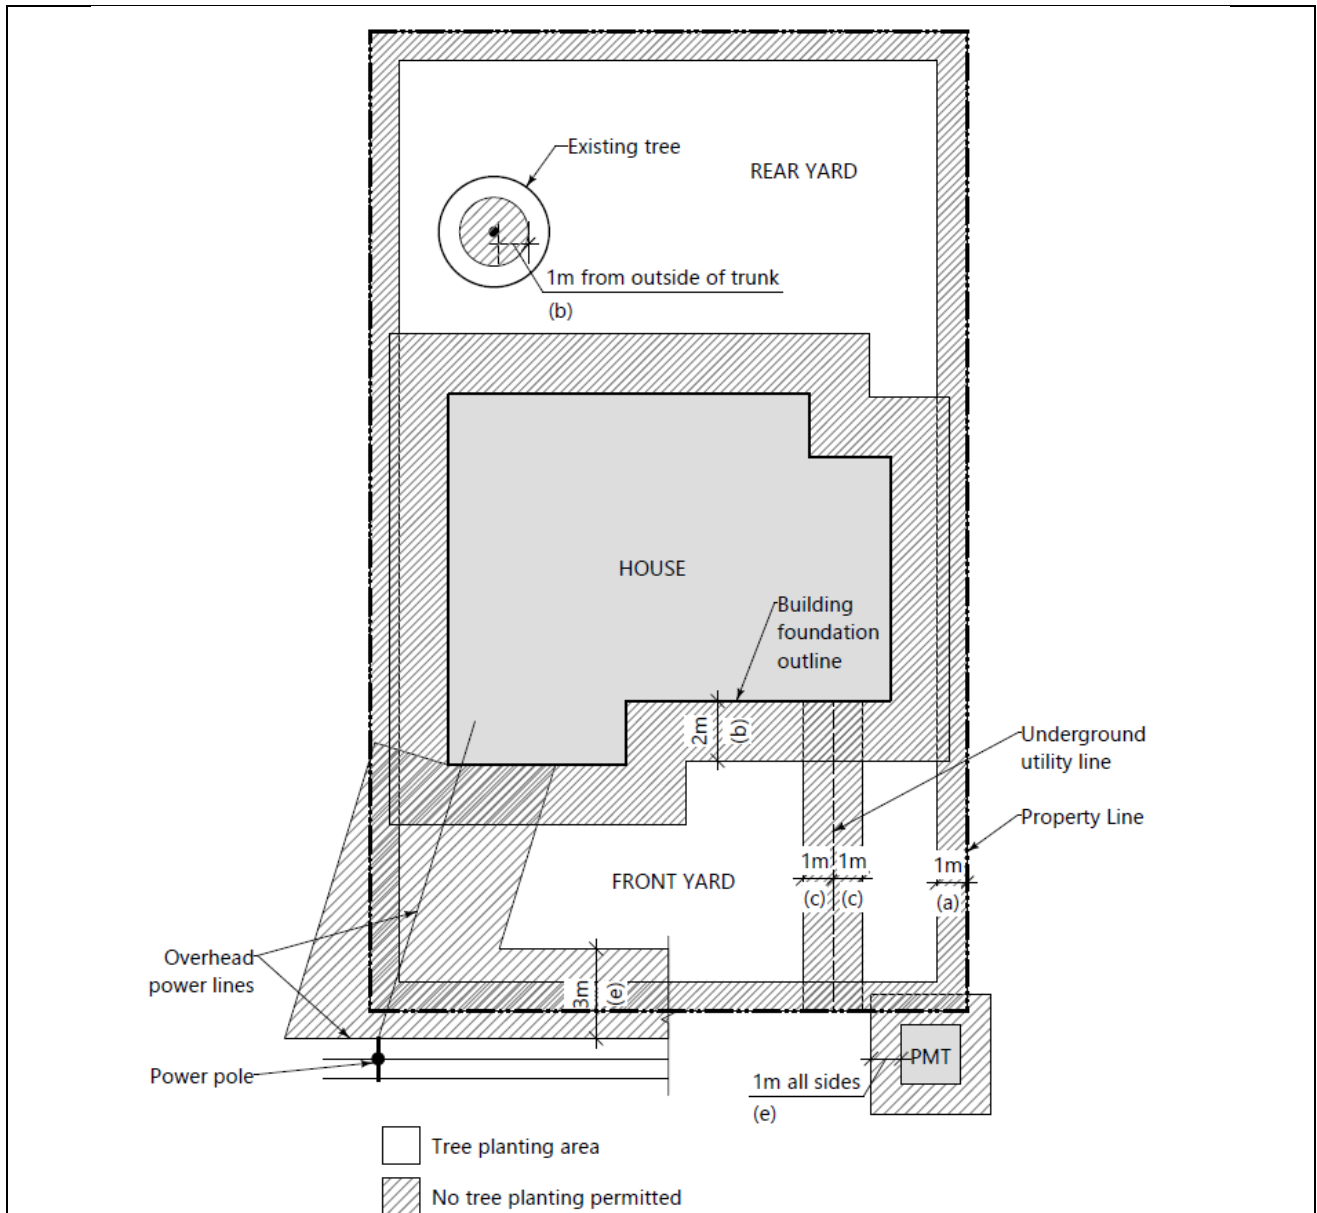 Existing tree
REAR YARD
1m from outside of trunk
(b)
HOUSE
Building
foundation
outline
2m
(b)
Underground
utility line
Property Line
1m
1m
1m
(c)
(c)
(a)
FRONT YARD
Overhead
power lines
3m
(e)
Power pole
PMT
1m all sides
(e)
Tree planting area
No tree planting permitted